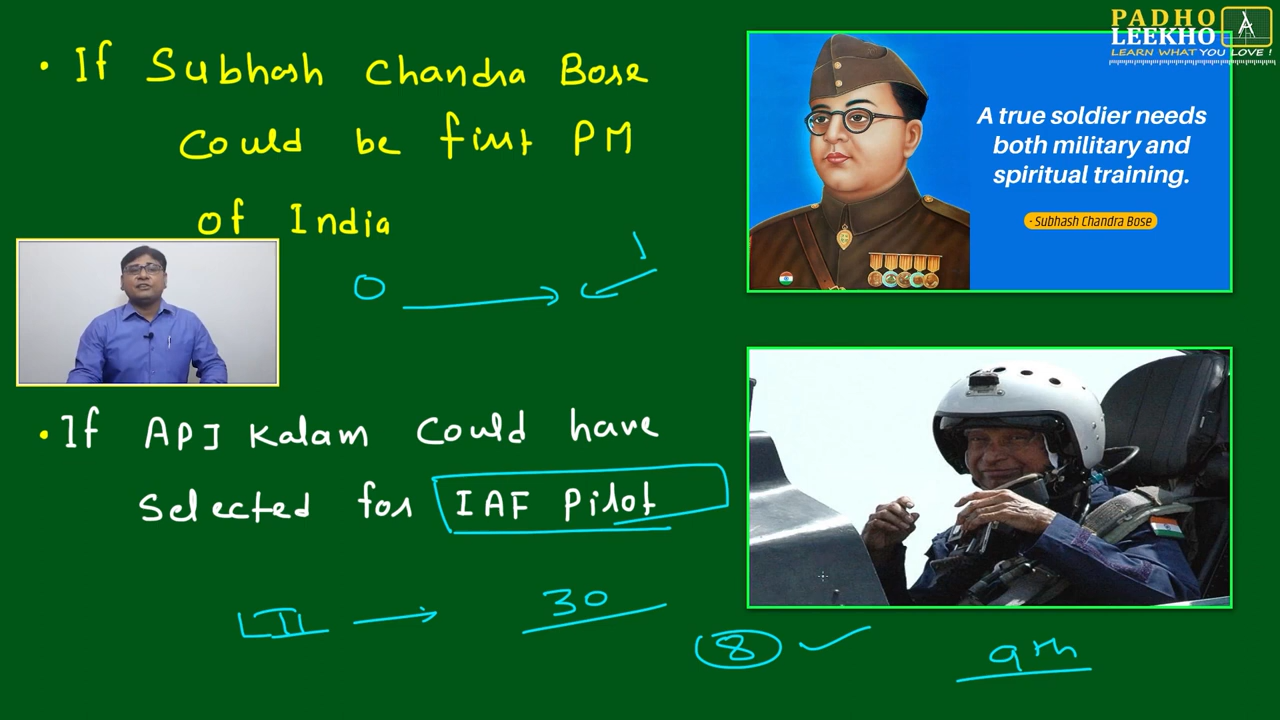 PADHO
LEEKHO
LEARN WHAT YOU LOVE !
• If Subhash Chandra Bose
could be first PM
of India
0 1
A true soldier needs
both military and
spiritual training.
- Subhash Chandra Bose
• If APJ Kalam could have
selected for IAF Pilot
30
8
9th